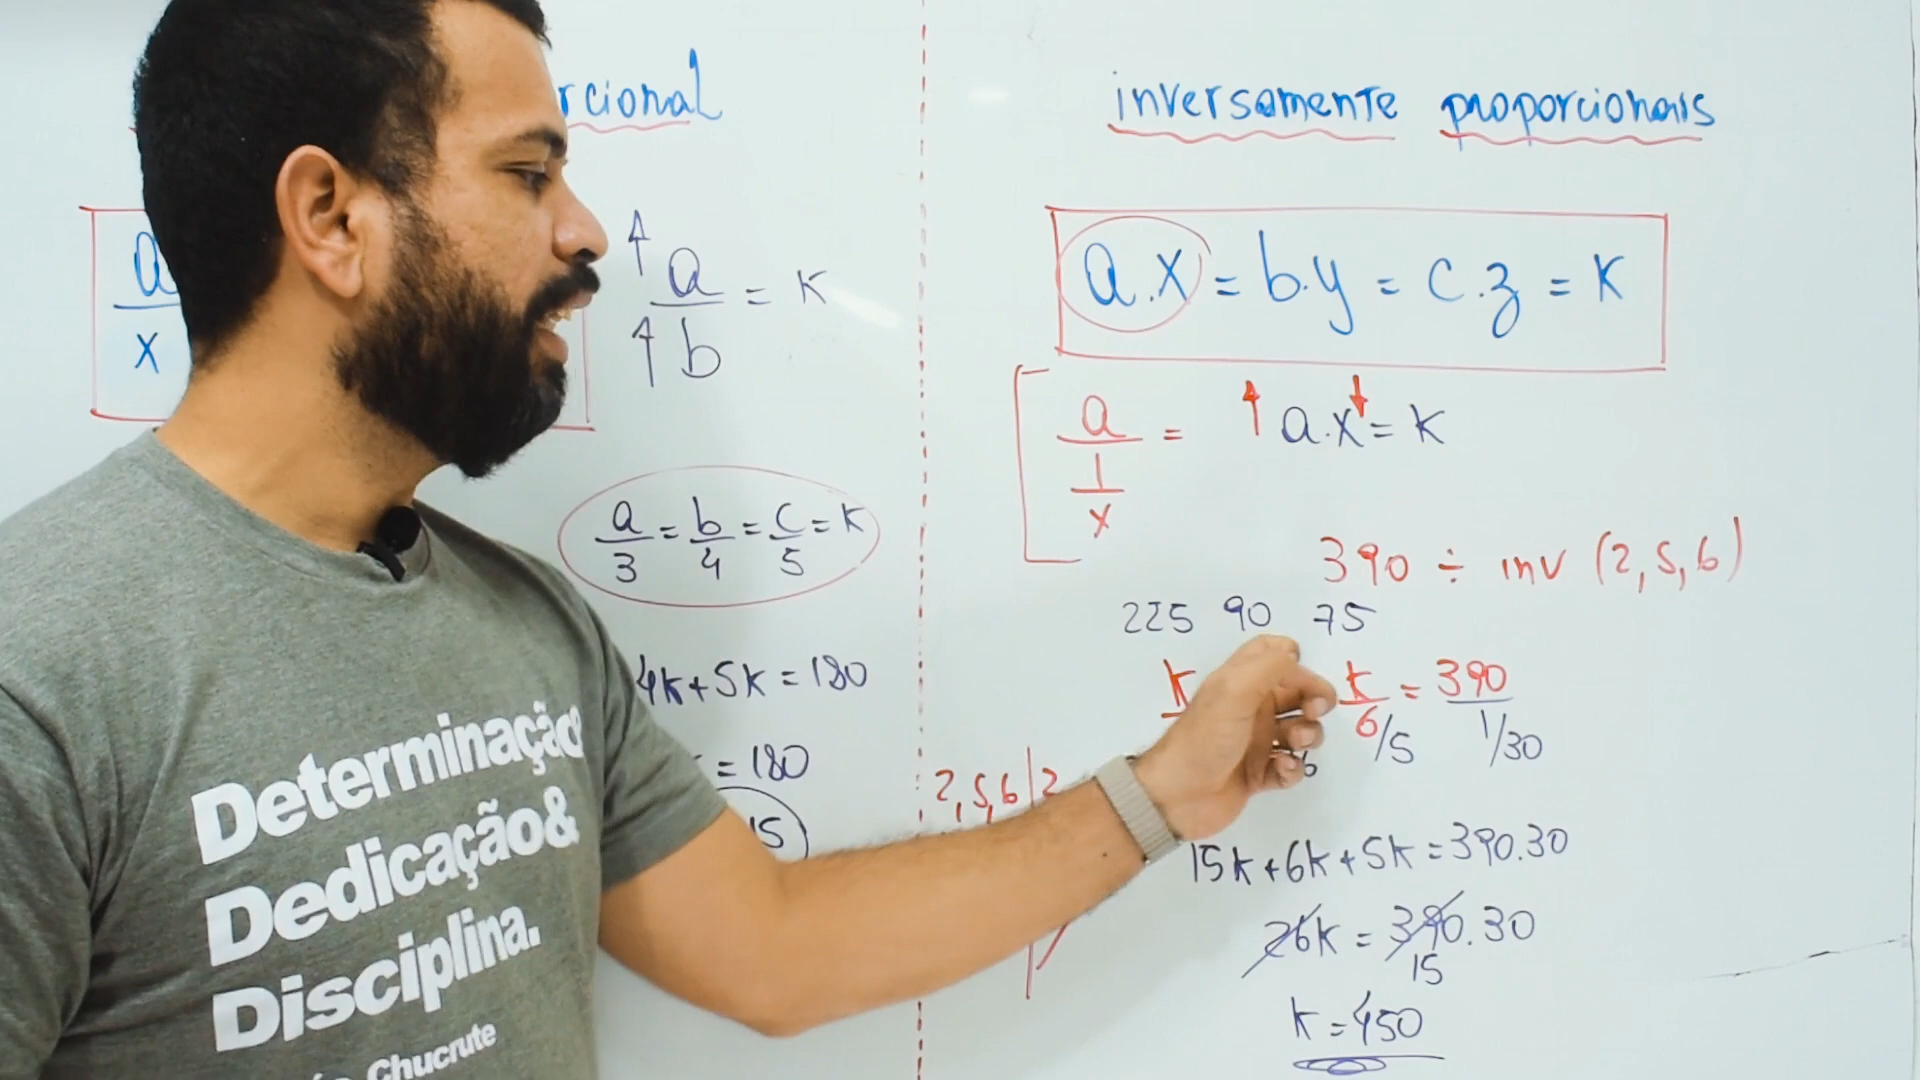 rcional
a
x
↑a / ↑b = K
a/3 = b/4 = c/5 = K
4K+5K=180
=180
15
Determinação
Dedicação&
Disciplina.
Chucrute
inversamente proporcionais
a.x = b.y = c.z = K
a / 1/x = ↑a.x↓ = K
390 ÷ inv (2,5,6)
225 90 75
k
k/6 = 390
/5 1/30
6
2,5,6|2
15K+6K+5K=390.30
26K=390.30
15
K=450